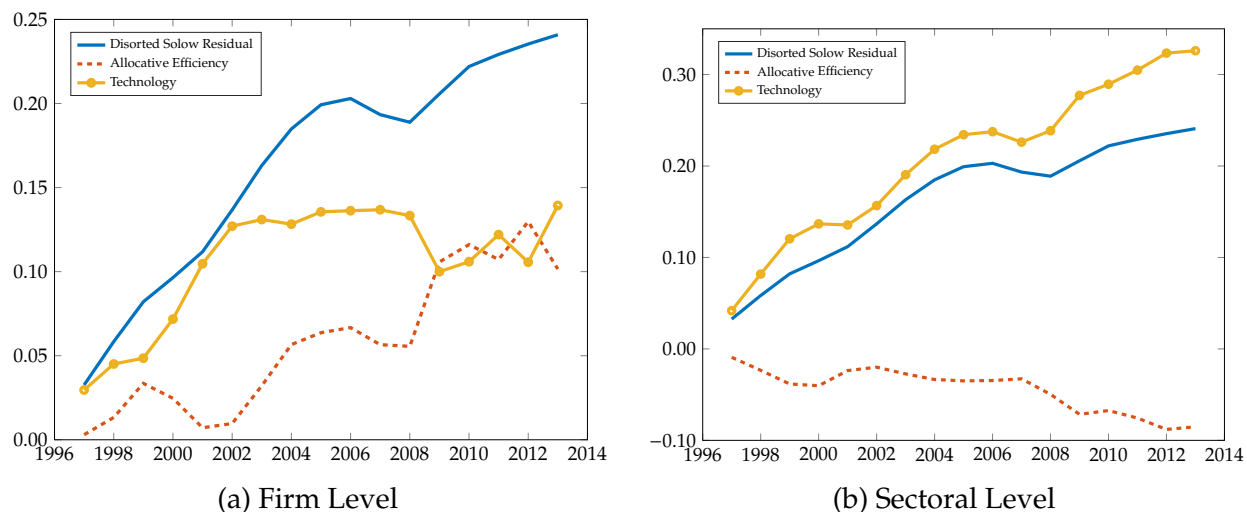 0.25
0.20
0.15
0.10
0.05
0.00
Disorted Solow Residual
Allocative Efficiency
Technology
1996 1998 2000 2002 2004 2006 2008 2010 2012 2014
(a) Firm Level
0.30
0.20
0.10
0.00
−0.10
Disorted Solow Residual
Allocative Efficiency
Technology
1996 1998 2000 2002 2004 2006 2008 2010 2012 2014
(b) Sectoral Level